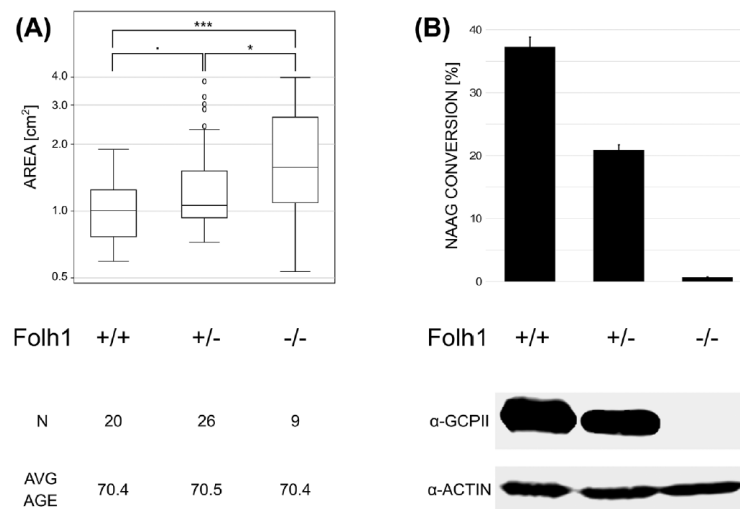 (A)
***
. *
4.0
3.0
2.0
1.0
0.5
AREA [cm²]
Folh1 +/+ +/- -/-
N 20 26 9
AVG
AGE 70.4 70.5 70.4
(B)
40
30
20
10
0
NAAG CONVERSION [%]
Folh1 +/+ +/- -/-
α-GCPII
α-ACTIN